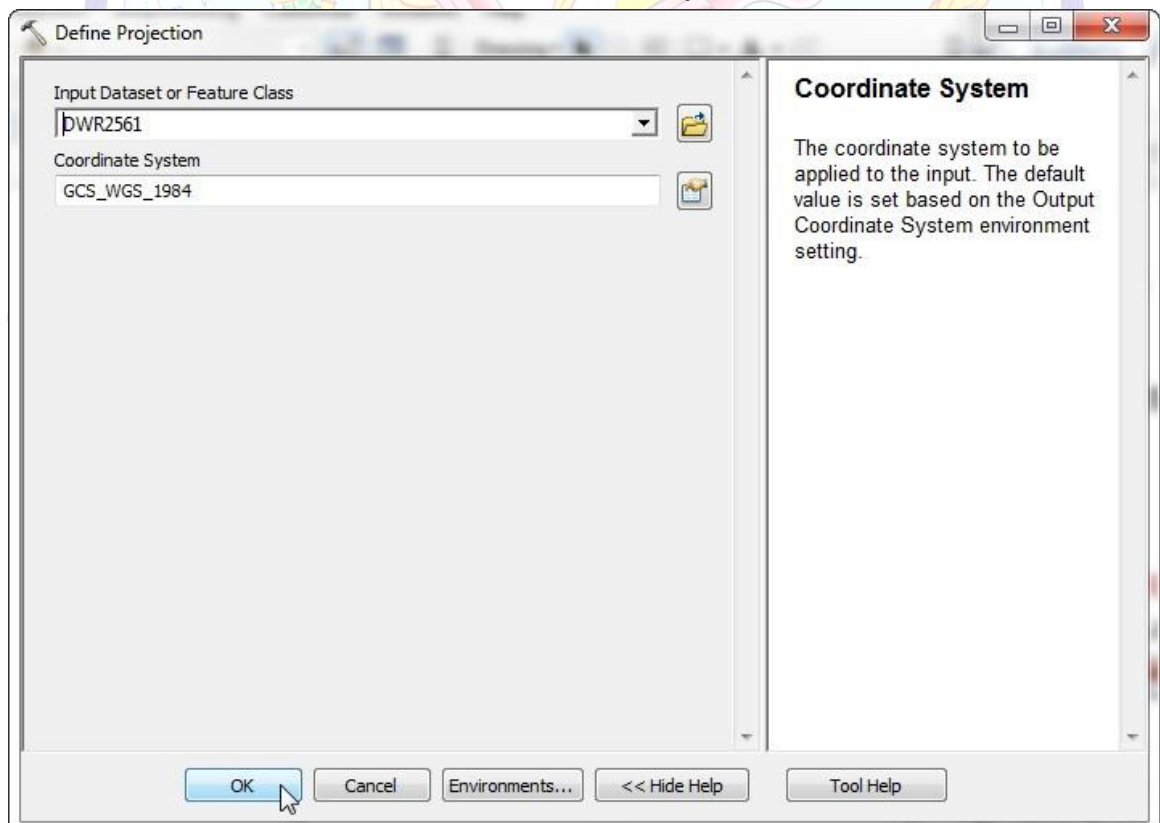 Define Projection
Input Dataset or Feature Class
DWR2561
Coordinate System
GCS_WGS_1984
Coordinate System
The coordinate system to be
applied to the input. The default
value is set based on the Output
Coordinate System environment
setting.
OK
Cancel
Environments...
<< Hide Help
Tool Help